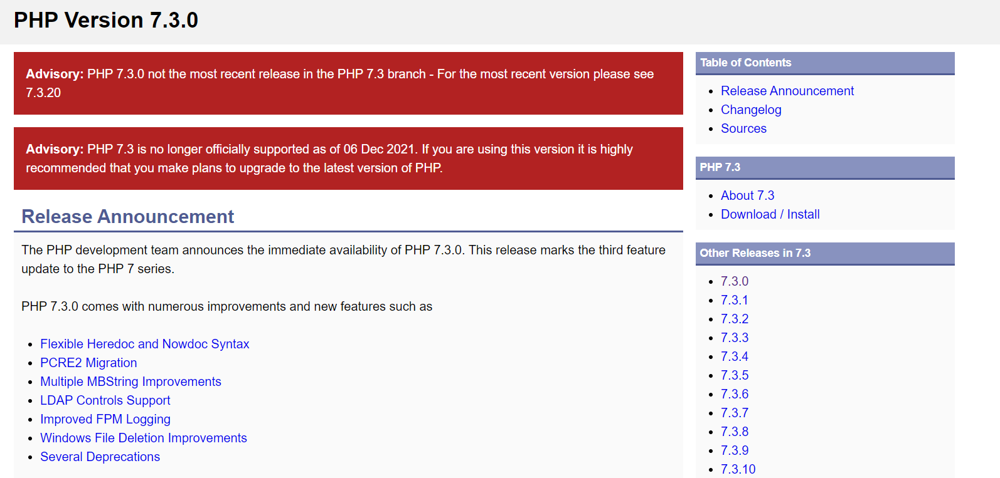 PHP Version 7.3.0
Advisory: PHP 7.3.0 not the most recent release in the PHP 7.3 branch - For the most recent version please see
7.3.20
Advisory: PHP 7.3 is no longer officially supported as of 06 Dec 2021. If you are using this version it is highly
recommended that you make plans to upgrade to the latest version of PHP.
Release Announcement
The PHP development team announces the immediate availability of PHP 7.3.0. This release marks the third feature
update to the PHP 7 series.
PHP 7.3.0 comes with numerous improvements and new features such as
Flexible Heredoc and Nowdoc Syntax
PCRE2 Migration
Multiple MBString Improvements
LDAP Controls Support
Improved FPM Logging
Windows File Deletion Improvements
Several Deprecations
Table of Contents
Release Announcement
Changelog
Sources
PHP 7.3
About 7.3
Download / Install
Other Releases in 7.3
7.3.0
7.3.1
7.3.2
7.3.3
7.3.4
7.3.5
7.3.6
7.3.7
7.3.8
7.3.9
7.3.10